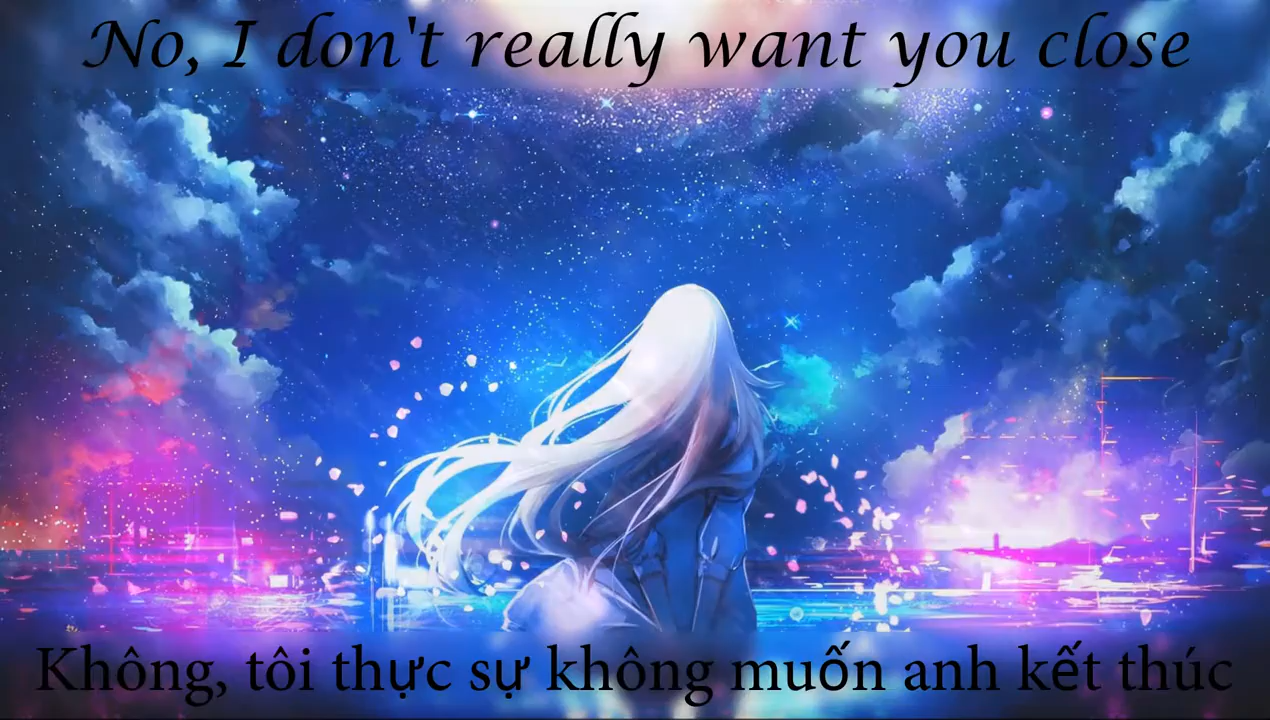 No, I don't really want you close
Không, tôi thực sự không muốn anh kết thúc